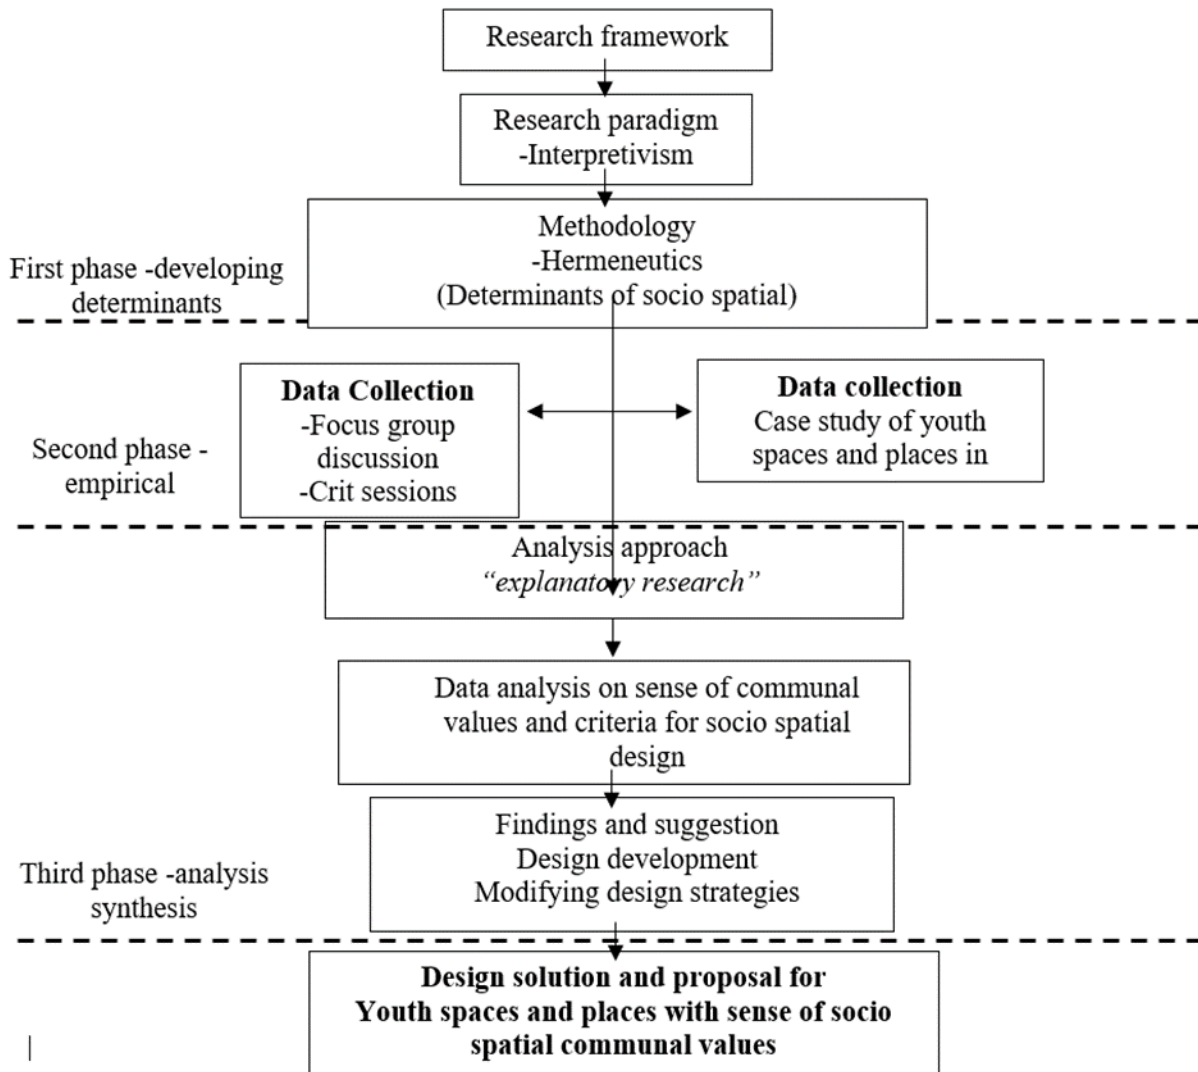 Research framework
Research paradigm
-Interpretivism
Methodology
-Hermeneutics
(Determinants of socio spatial)
First phase -developing
determinants
Data Collection
-Focus group
discussion
-Crit sessions
Data collection
Case study of youth
spaces and places in
Second phase -
empirical
Analysis approach
“explanatory research”
Data analysis on sense of communal
values and criteria for socio spatial
design
Findings and suggestion
Design development
Modifying design strategies
Third phase -analysis
synthesis
Design solution and proposal for
Youth spaces and places with sense of socio
spatial communal values